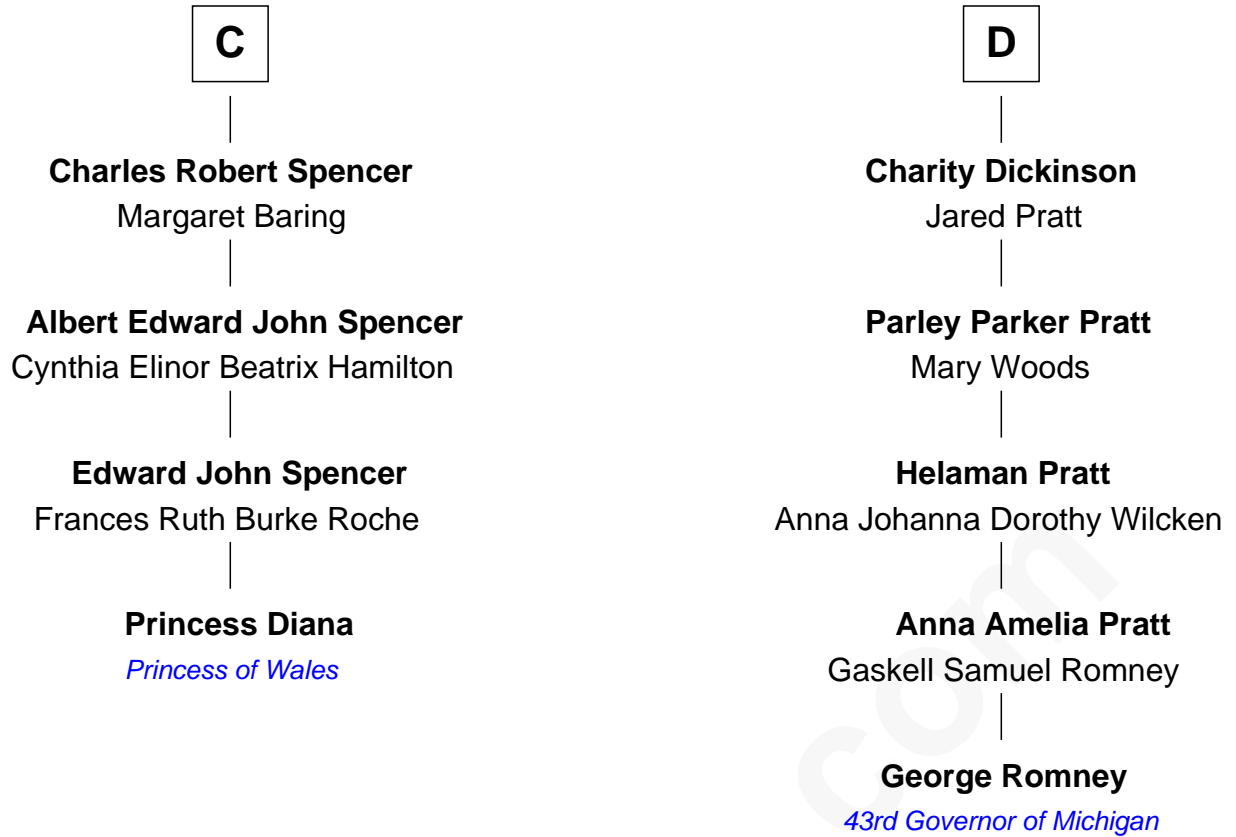 C
Charles Robert Spencer
Margaret Baring
Albert Edward John Spencer
Cynthia Elinor Beatrix Hamilton
Edward John Spencer
Frances Ruth Burke Roche
Princess Diana
Princess of Wales
D
Charity Dickinson
Jared Pratt
Parley Parker Pratt
Mary Woods
Helaman Pratt
Anna Johanna Dorothy Wilcken
Anna Amelia Pratt
Gaskell Samuel Romney
George Romney
43rd Governor of Michigan
com